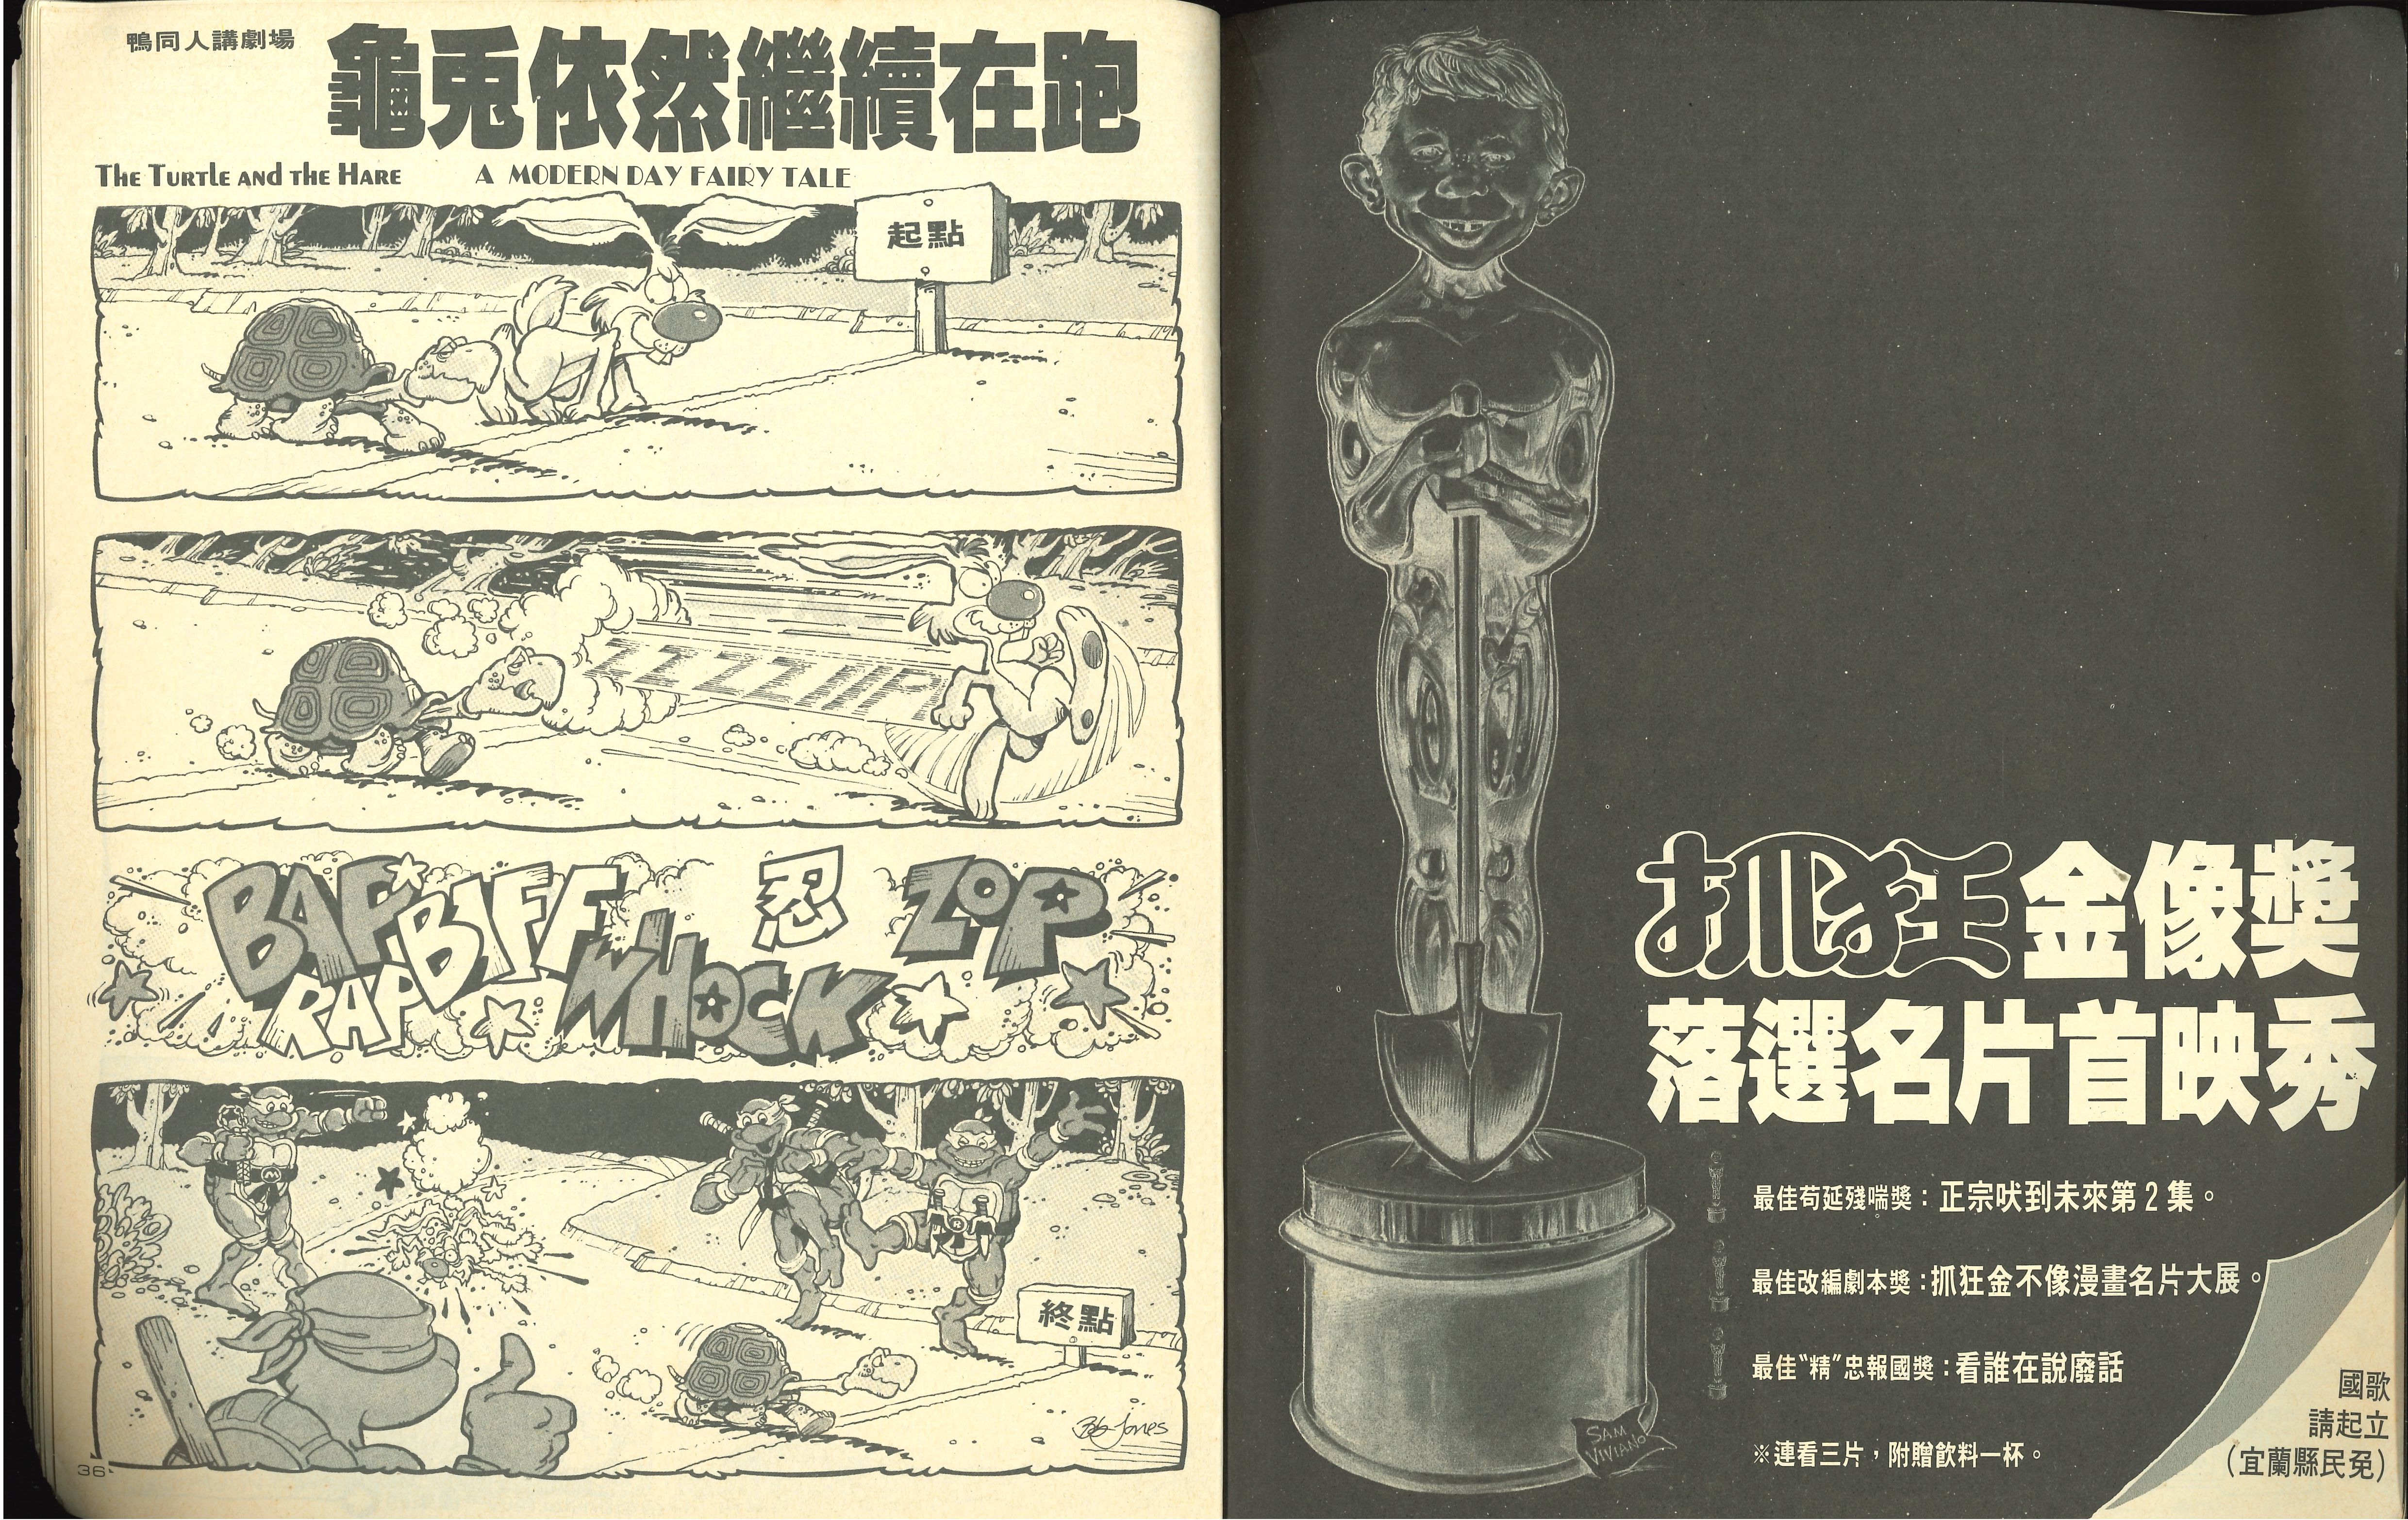 鴨同人講劇場
龜兎依然繼續在跑
The Turtle and the Hare A MODERN DAY FAIRY TALE
起點
ZZZZIIP
BAP BIFF 忍 ZOP
RAP WHOCK
終點
Bob Jones
36
抓狂金像獎
落選名片首映秀
最佳苟延殘喘獎：正宗吠到未來第2集。
最佳改編劇本獎：抓狂金不像漫畫名片大展。
最佳“精”忠報國獎：看誰在說廢話
※連看三片，附贈飲料一杯。
SAM
VIVIANO
國歌
請起立
（宜蘭縣民免）